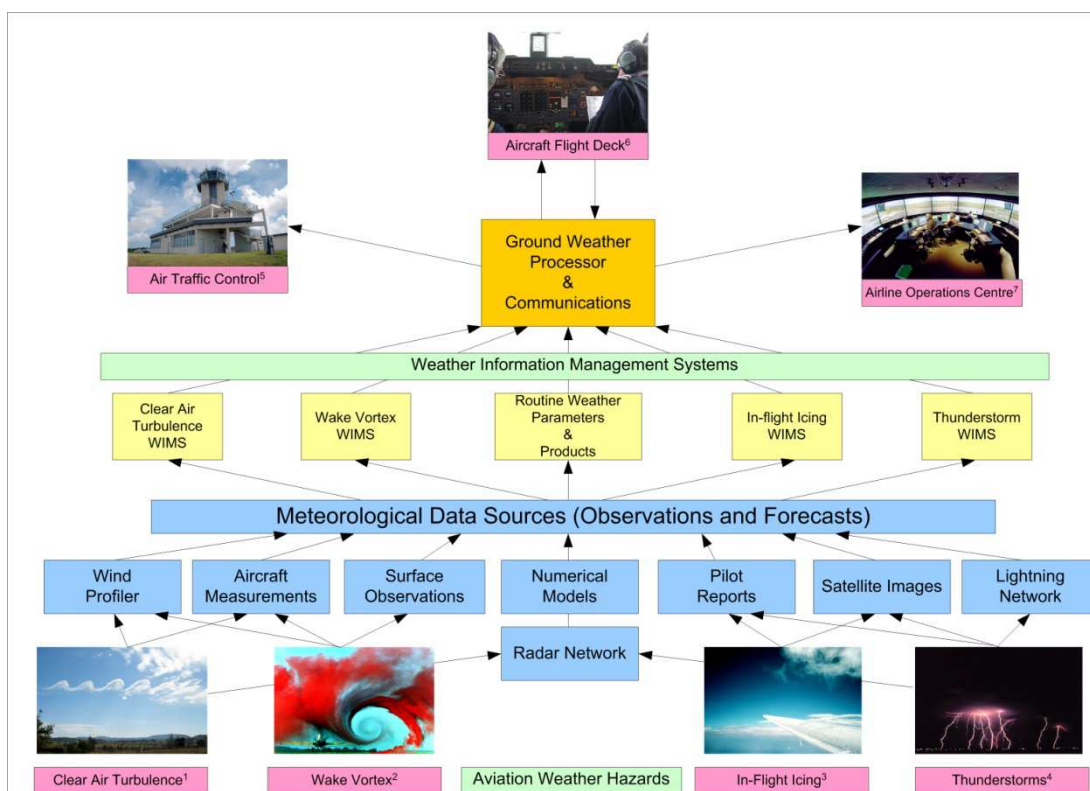 Aircraft Flight Deck⁶
Air Traffic Control⁵
Ground Weather
Processor
&
Communications
Airline Operations Centre⁷
Weather Information Management Systems
Clear Air
Turbulence
WIMS
Wake Vortex
WIMS
Routine Weather
Parameters
&
Products
In-flight Icing
WIMS
Thunderstorm
WIMS
Meteorological Data Sources (Observations and Forecasts)
Wind
Profiler
Aircraft
Measurements
Surface
Observations
Numerical
Models
Pilot
Reports
Satellite Images
Lightning
Network
Radar Network
Clear Air Turbulence¹
Wake Vortex²
Aviation Weather Hazards
In-Flight Icing³
Thunderstorms⁴